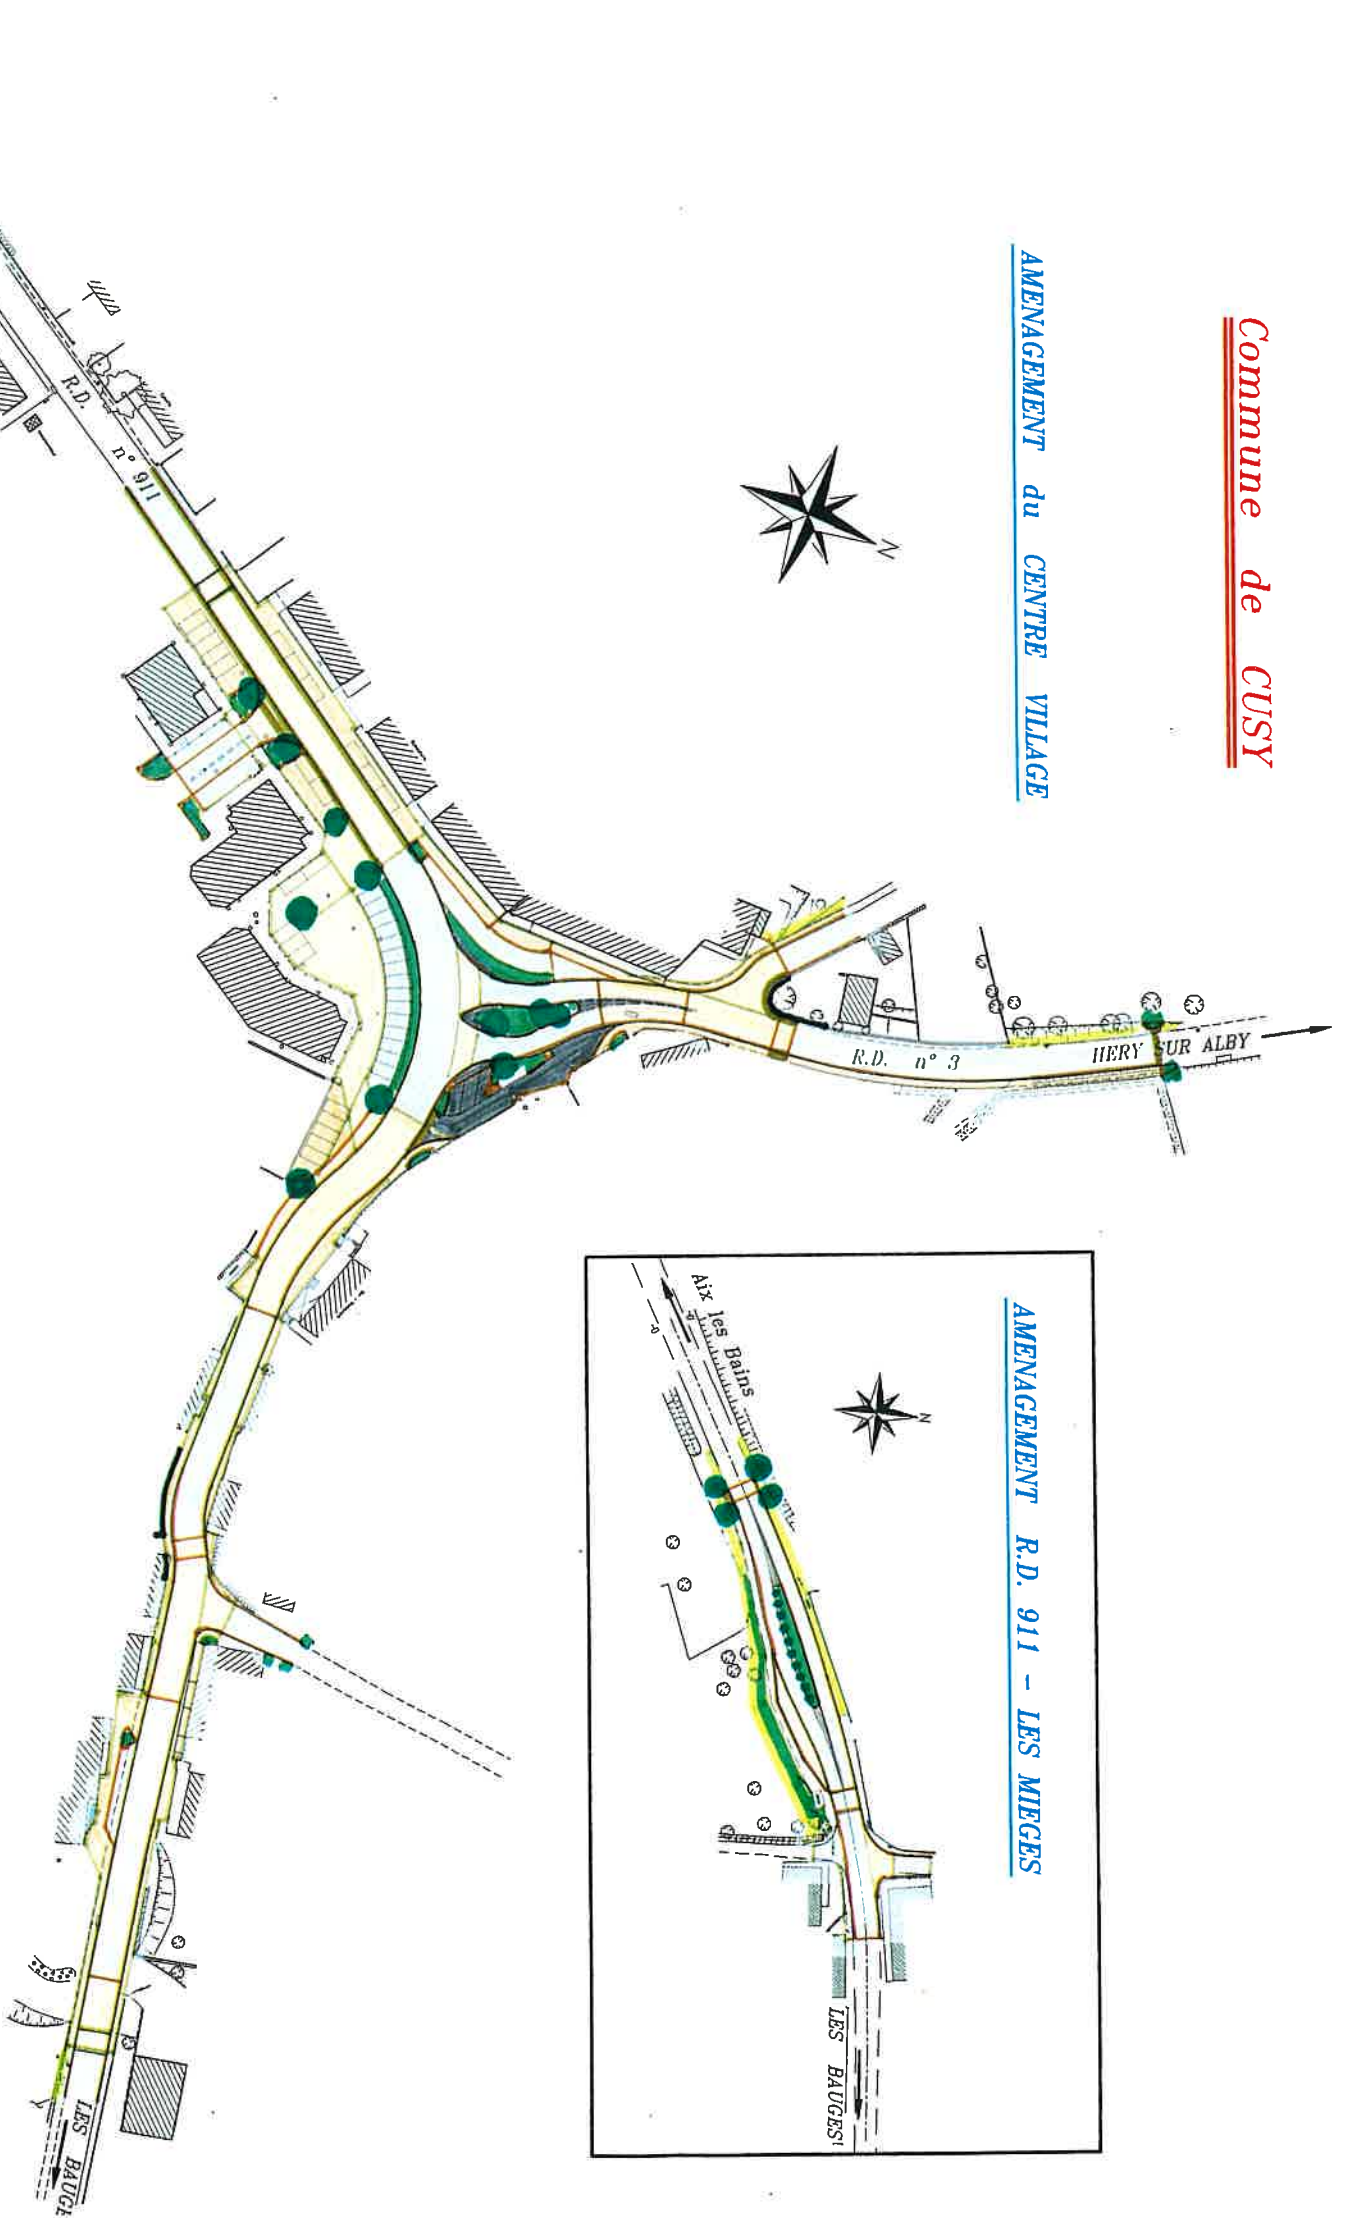 Commune de CUSY
AMENAGEMENT du CENTRE VILLAGE
N
R.D. n° 911
R.D. n° 3
HERY SUR ALBY
LES BAUGE
AMENAGEMENT R.D. 911 - LES MIEGES
N
Aix les Bains
LES BAUGES